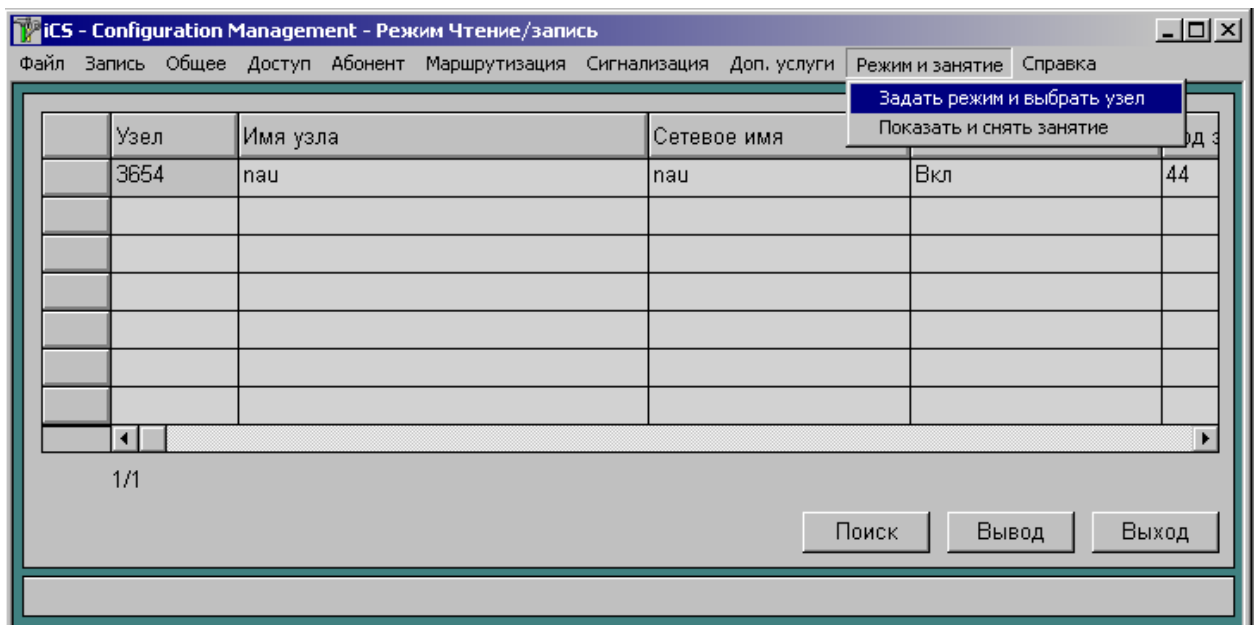 iCS - Configuration Management - Режим Чтение/запись
Файл Запись Общее Доступ Абонент Маршрутизация Сигнализация Доп. услуги Режим и занятие Справка
Задать режим и выбрать узел
Показать и снять занятие
Узел Имя узла Сетевое имя
3654 nau nau Вкл 44
1/1
Поиск Вывод Выход